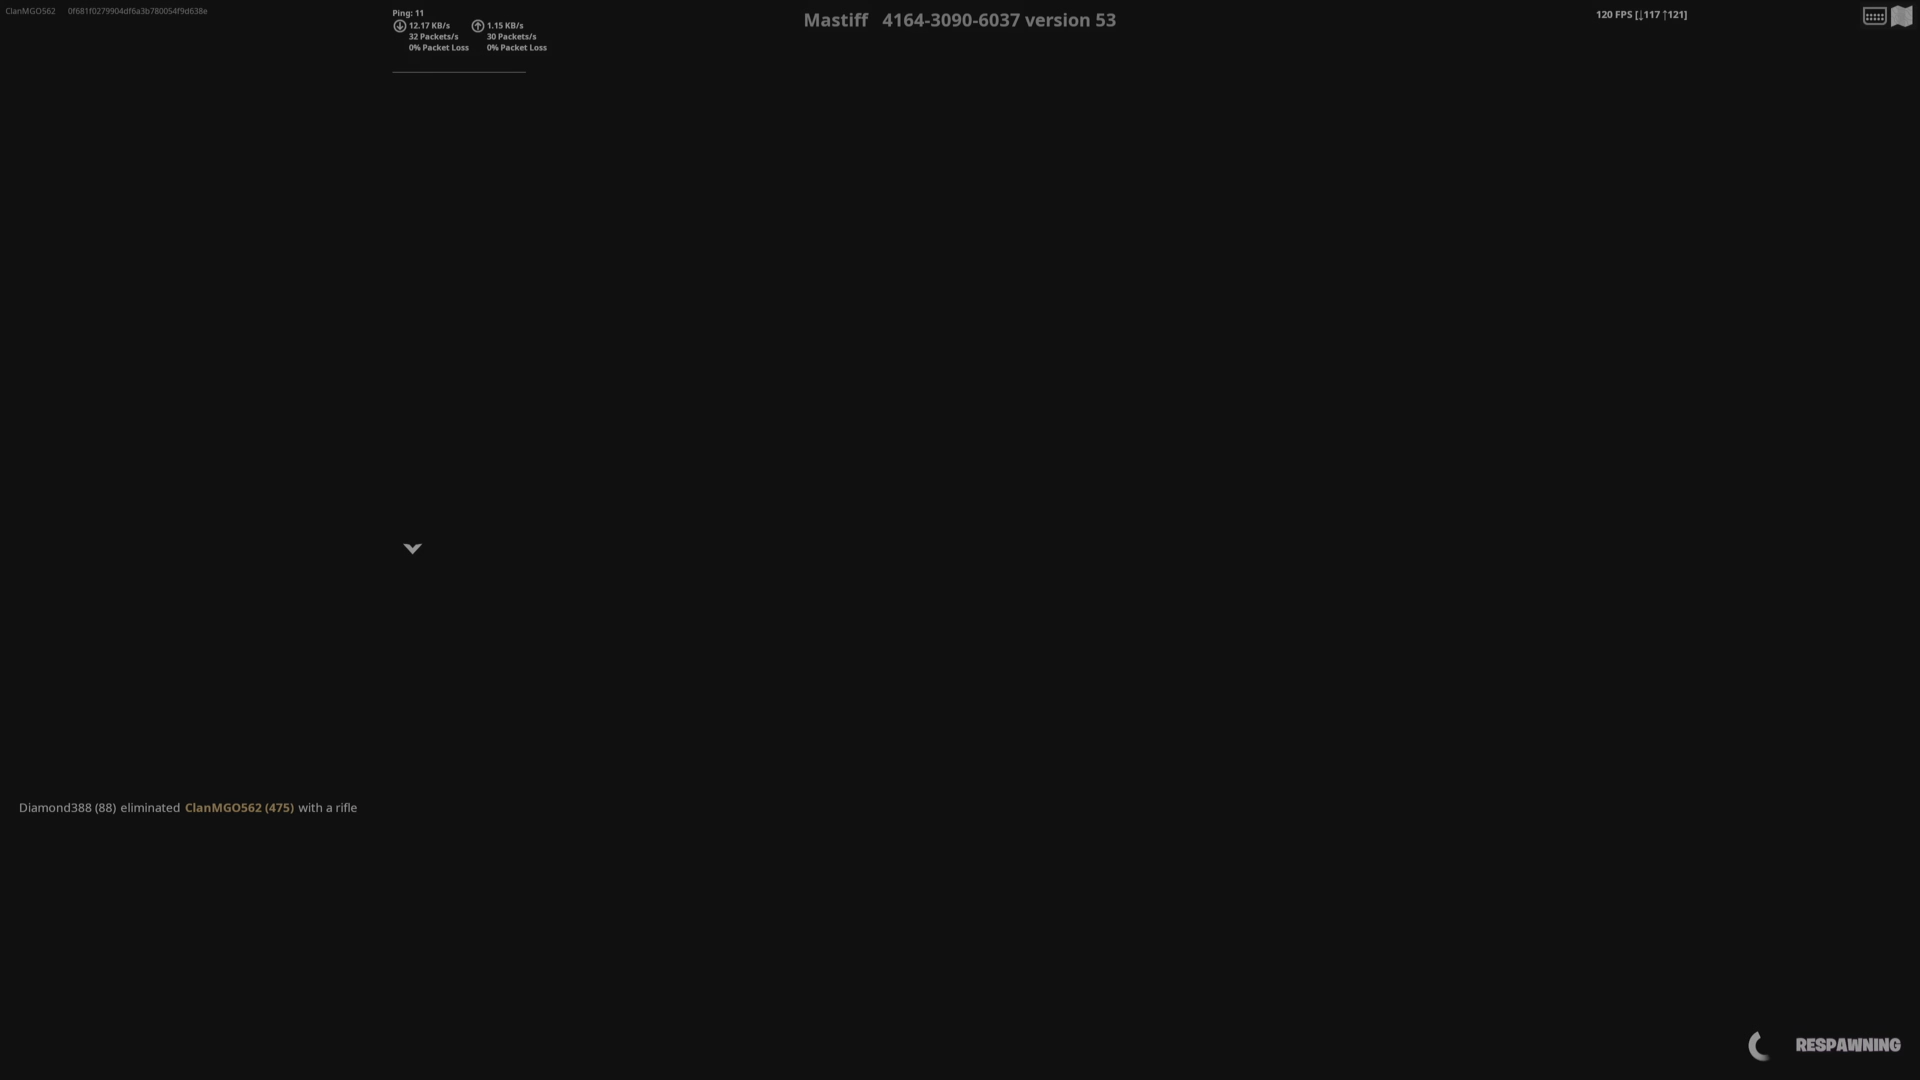 ClanMGO562 0f681f0279904df6a3b780054f9d638e
Ping: 11
12.17 KB/s 1.15 KB/s
32 Packets/s 30 Packets/s
0% Packet Loss 0% Packet Loss
Mastiff 4164-3090-6037 version 53
120 FPS [↓117 ↑121]
Diamond388 (88) eliminated ClanMGO562 (475) with a rifle
RESPAWNING